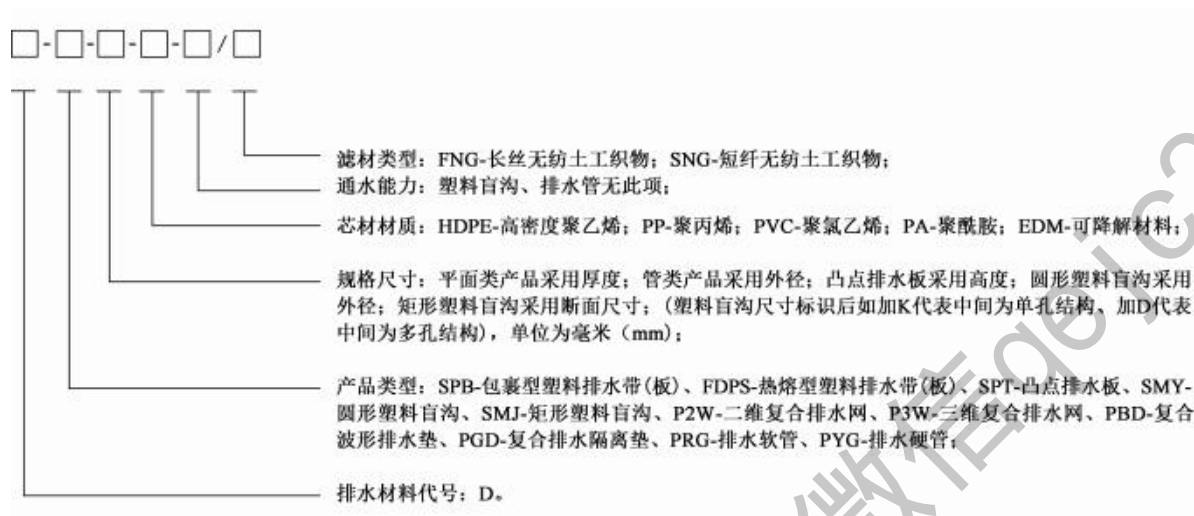 □-□-□-□-□/□
滤材类型：FNG-长丝无纺土工织物；SNG-短纤无纺土工织物；
通水能力：塑料盲沟、排水管无此项；
芯材材质：HDPE-高密度聚乙烯；PP-聚丙烯；PVC-聚氯乙烯；PA-聚酰胺；EDM-可降解材料；
规格尺寸：平面类产品采用厚度；管类产品采用外径；凸点排水板采用高度；圆形塑料盲沟采用
外径；矩形塑料盲沟采用断面尺寸；（塑料盲沟尺寸标识后如加K代表中间为单孔结构、加D代表
中间为多孔结构），单位为毫米（mm）；
产品类型：SPB-包裹型塑料排水带(板)、FDPS-热熔型塑料排水带(板)、SPT-凸点排水板、SMY-
圆形塑料盲沟、SMJ-矩形塑料盲沟、P2W-二维复合排水网、P3W-三维复合排水网、PBD-复合
波形排水垫、PGD-复合排水隔离垫、PRG-排水软管、PYG-排水硬管；
排水材料代号：D。